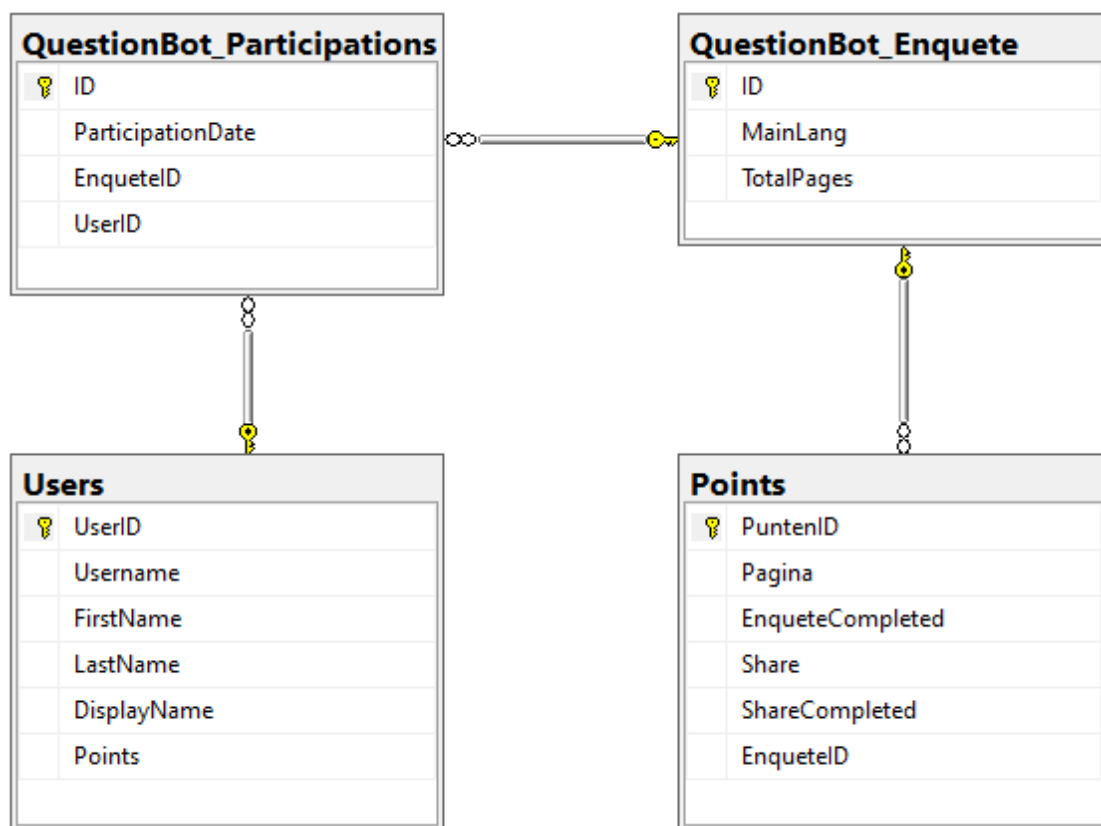 QuestionBot_Participations
ID
ParticipationDate
EnqueteID
UserID
QuestionBot_Enquete
ID
MainLang
TotalPages
Users
UserID
Username
FirstName
LastName
DisplayName
Points
Points
PuntenID
Pagina
EnqueteCompleted
Share
ShareCompleted
EnqueteID